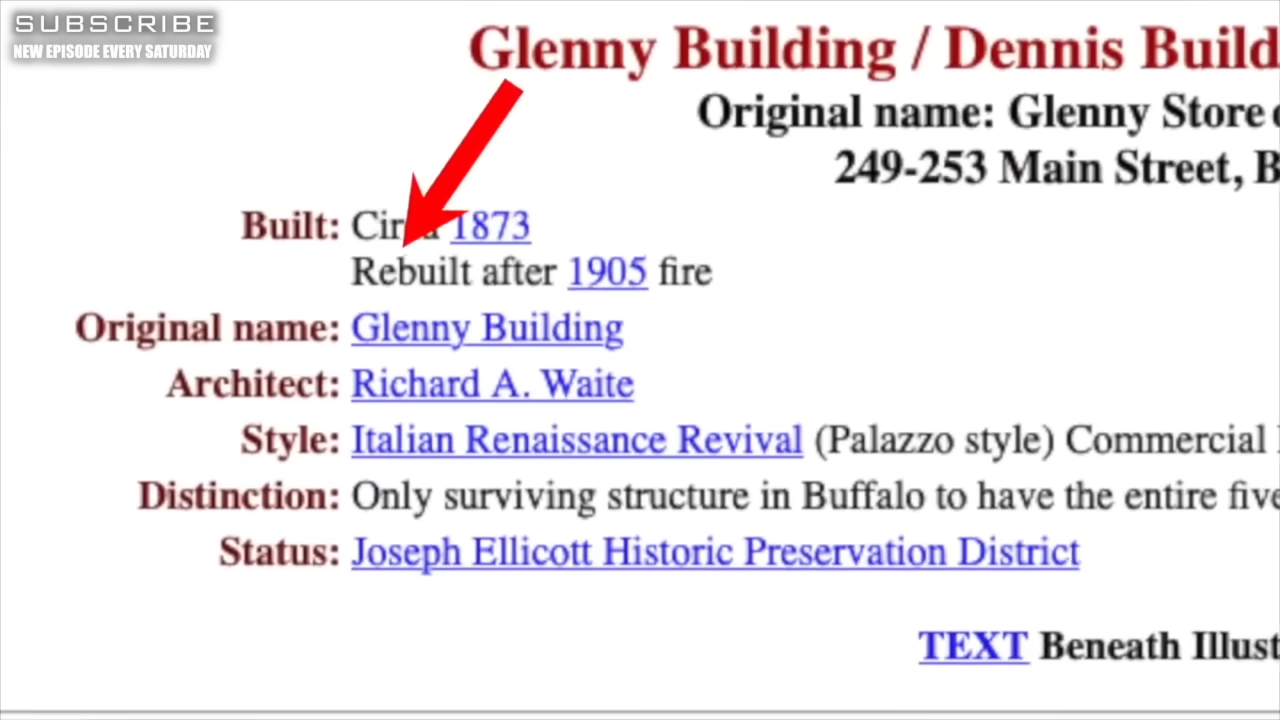 SUBSCRIBE
NEW EPISODE EVERY SATURDAY
Glenny Building / Dennis Build
Original name: Glenny Store
249-253 Main Street, B
Built: Circa 1873
Rebuilt after 1905 fire
Original name: Glenny Building
Architect: Richard A. Waite
Style: Italian Renaissance Revival (Palazzo style) Commercial
Distinction: Only surviving structure in Buffalo to have the entire five
Status: Joseph Ellicott Historic Preservation District
TEXT Beneath Illust